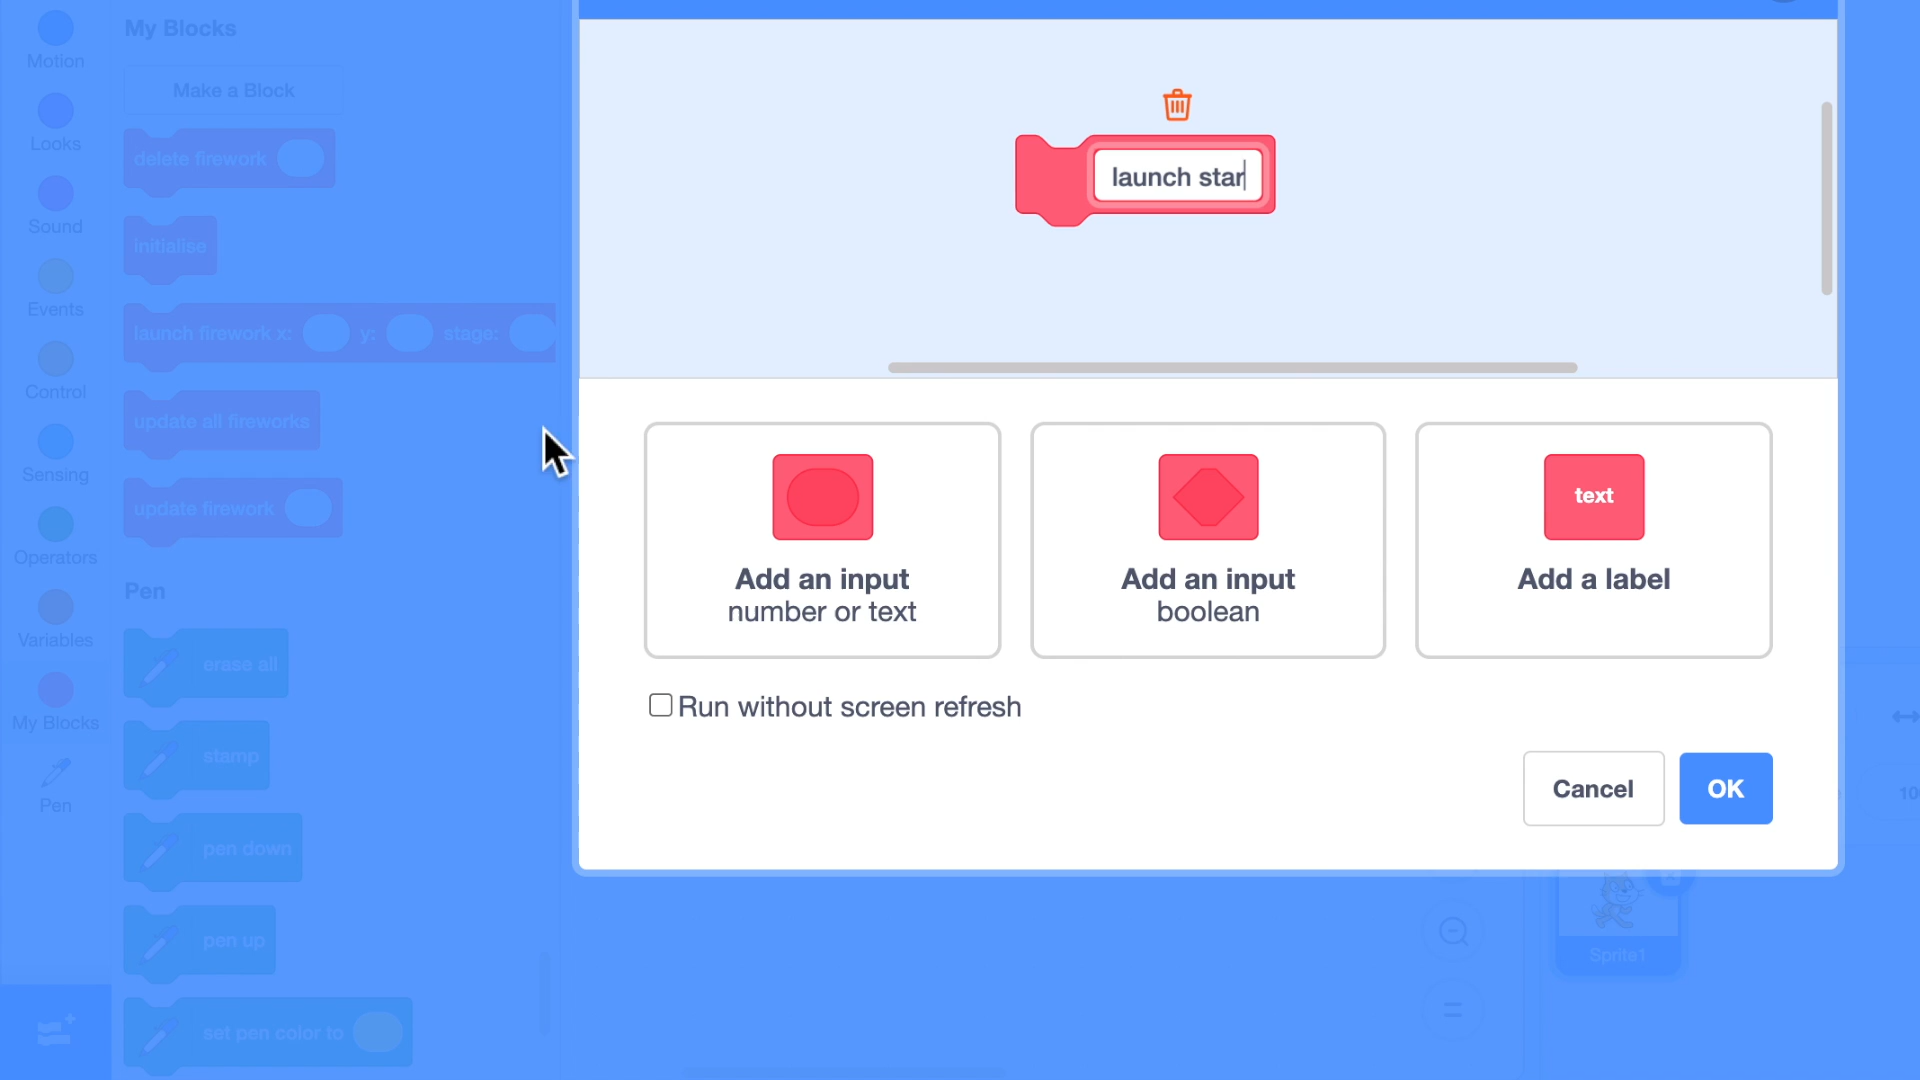 My Blocks
Make a Block
delete firework
initialise
launch firework x: y: stage:
update all fireworks
update firework
Pen
erase all
stamp
pen down
pen up
set pen color to
Motion
Looks
Sound
Events
Control
Sensing
Operators
Variables
My Blocks
Pen
launch star
Add an input
number or text
Add an input
boolean
text
Add a label
Run without screen refresh
Cancel
OK
Sprite1
10